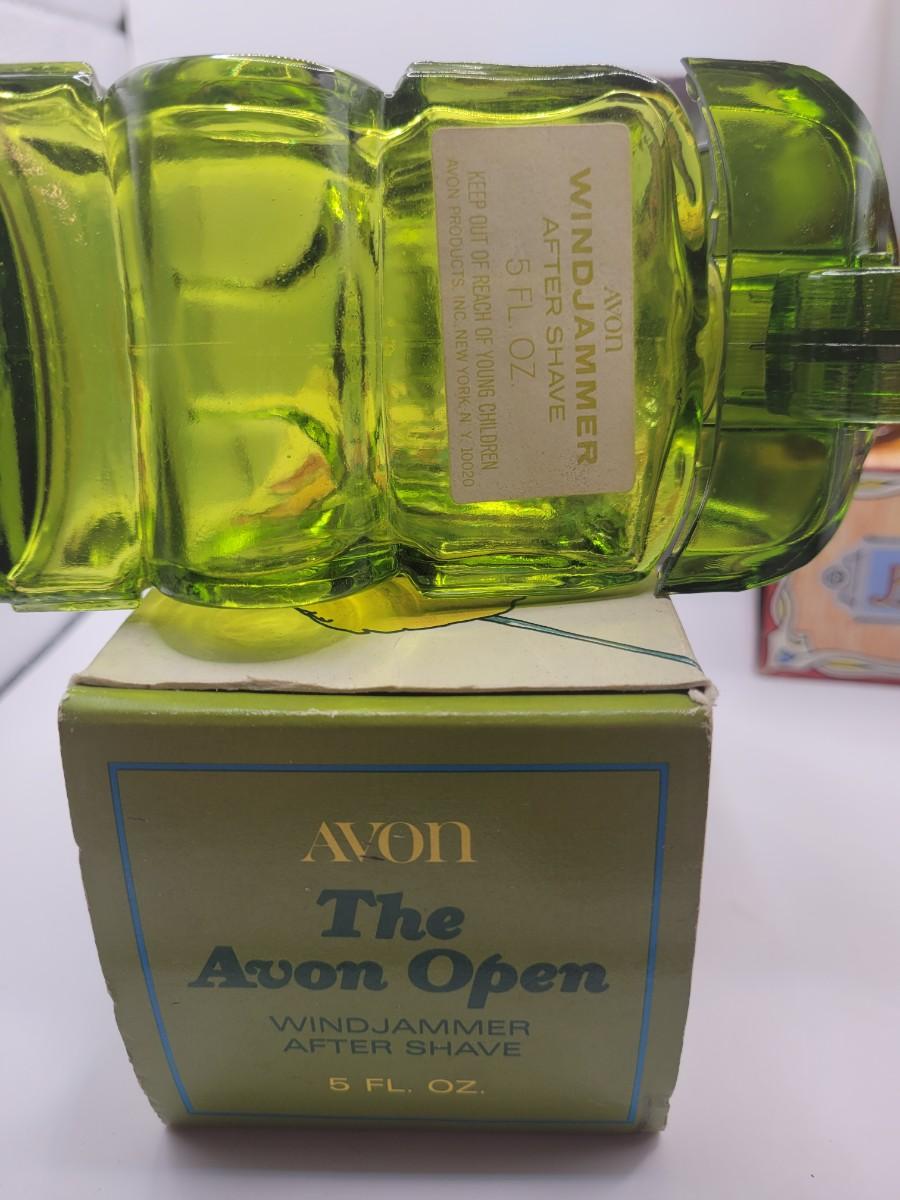 AVON
WINDJAMMER
AFTER SHAVE
5 FL. OZ.
KEEP OUT OF REACH OF YOUNG CHILDREN
AVON PRODUCTS, INC., NEW YORK, N.Y. 10020
AVON
The
Avon Open
WINDJAMMER
AFTER SHAVE
5 FL. OZ.